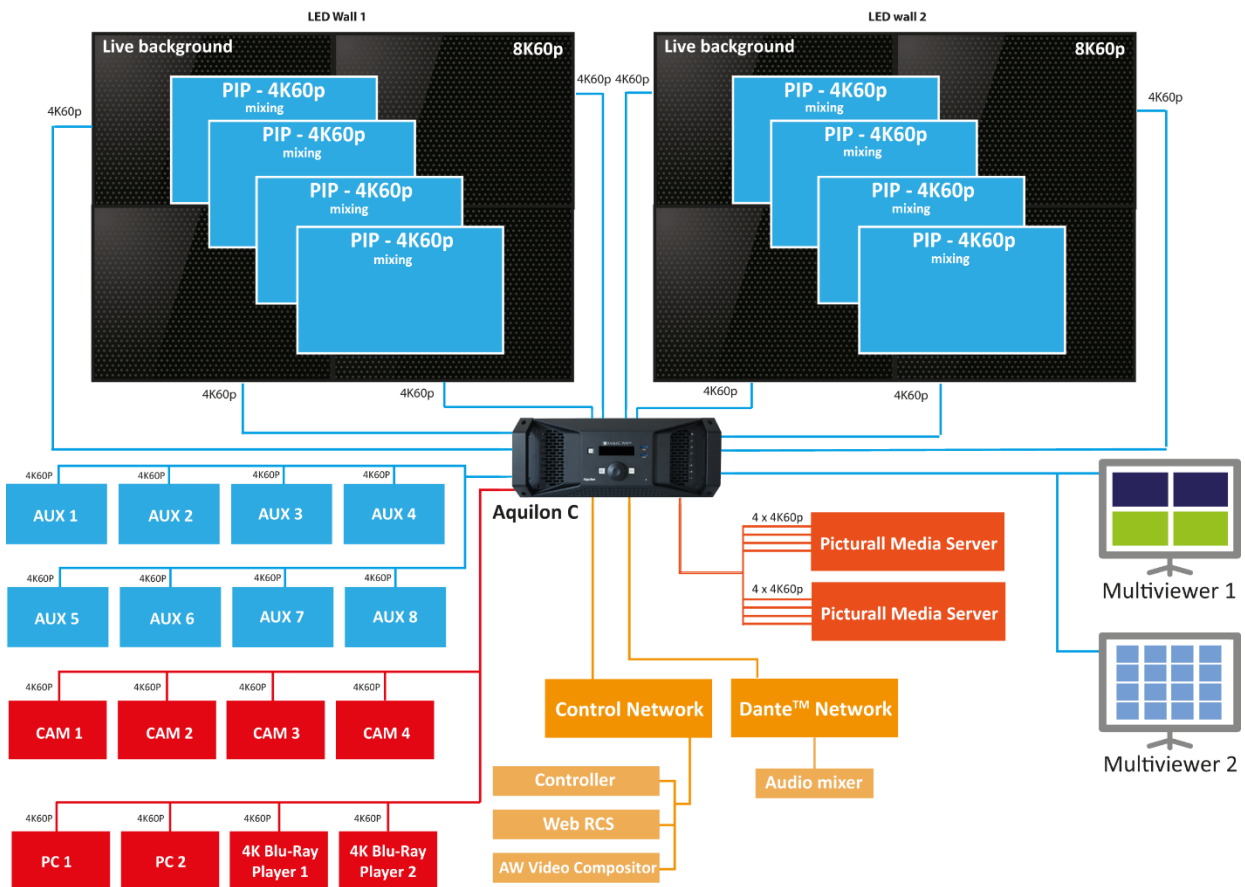 LED Wall 1
LED wall 2
Live background
8K60p
PIP - 4K60p
mixing
PIP - 4K60p
mixing
PIP - 4K60p
mixing
PIP - 4K60p
mixing
Live background
8K60p
PIP - 4K60p
mixing
PIP - 4K60p
mixing
PIP - 4K60p
mixing
PIP - 4K60p
mixing
4K60p
4K60p
4K60p
4K60p
4K60p
4K60p
4K60p
4K60p
Aquilon C
4K60p
4K60p
4K60p
4K60p
AUX 1
AUX 2
AUX 3
AUX 4
4K60p
4K60p
4K60p
4K60p
AUX 5
AUX 6
AUX 7
AUX 8
4K60P
4K60P
4K60P
4K60P
CAM 1
CAM 2
CAM 3
CAM 4
4K60P
4K60P
4K60P
4K60P
PC 1
PC 2
4K Blu-Ray
Player 1
4K Blu-Ray
Player 2
4 x 4K60p
Picturall Media Server
4 x 4K60p
Picturall Media Server
Control Network
Dante™ Network
Controller
Web RCS
AW Video Compositor
Audio mixer
Multiviewer 1
Multiviewer 2